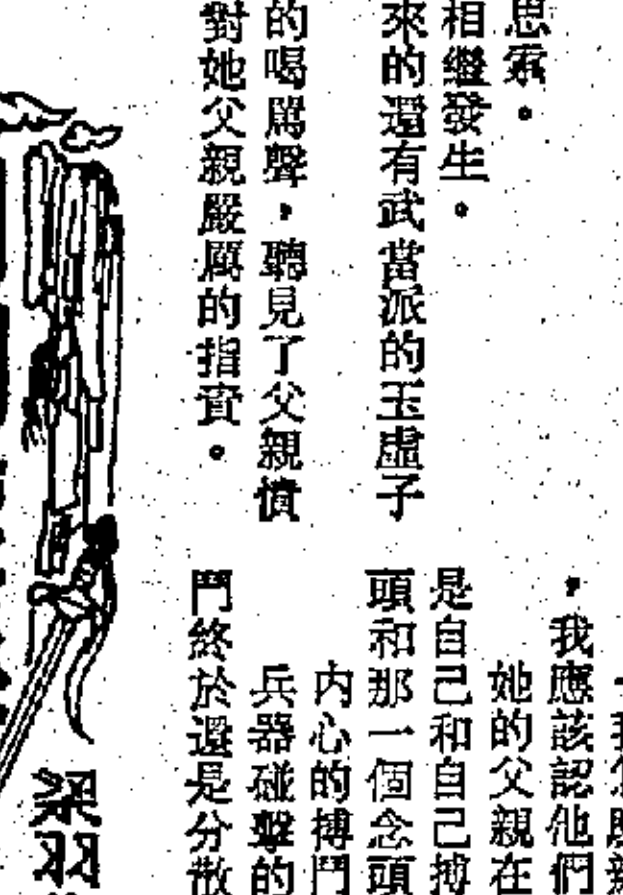 思索。
相繼發生。
來的還有武當派的玉虛子
的喝罵聲，聽見了父親憤
對她父親嚴厲的指責。
，我應該認他們
她的父親在
是自己和自己搏
頭和那一個念頭
內心的搏鬥
兵器碰擊的
鬥終於還是分散
梁羽